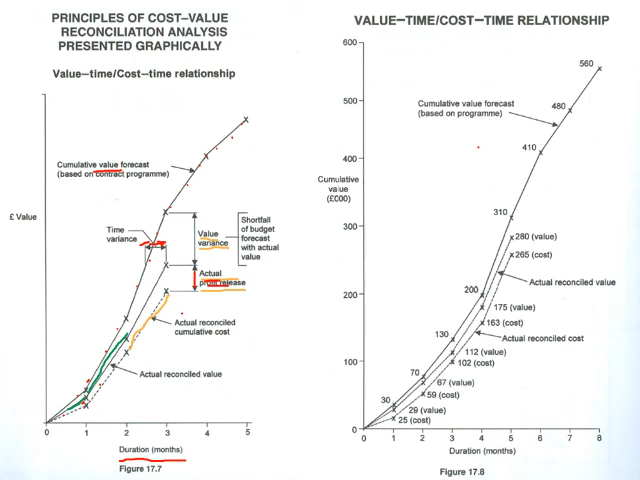 PRINCIPLES OF COST—VALUE
RECONCILIATION ANALYSIS
PRESENTED GRAPHICALLY
Value—time/Cost—time relationship
Cumulative value forecast
(based on contract programme)
£ Value
Time
variance
Value
variance
Shortfall
of budget
forecast
with actual
value
Actual
profit release
Actual reconciled
cumulative cost
Actual reconciled value
0
1
2
3
4
5
Duration (months)
Figure 17.7
VALUE—TIME/COST—TIME RELATIONSHIP
600
500
400
300
200
100
0
Cumulative
value
(£00)
Cumulative value forecast
(based on programme)
560
480
410
310
280 (value)
265 (cost)
Actual reconciled value
200
175 (value)
163 (cost)
Actual reconciled cost
130
112 (value)
102 (cost)
70
67 (value)
59 (cost)
30
29 (value)
25 (cost)
0
1
2
3
4
5
6
7
8
Duration (months)
Figure 17.8